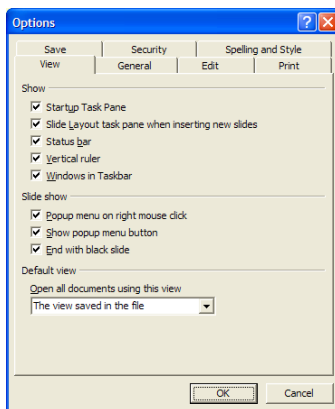 Options
Save Security Spelling and Style
View General Edit Print
Show
Startup Task Pane
Slide Layout task pane when inserting new slides
Status bar
Vertical ruler
Windows in Taskbar
Slide show
Popup menu on right mouse click
Show popup menu button
End with black slide
Default view
Open all documents using this view
The view saved in the file
OK Cancel